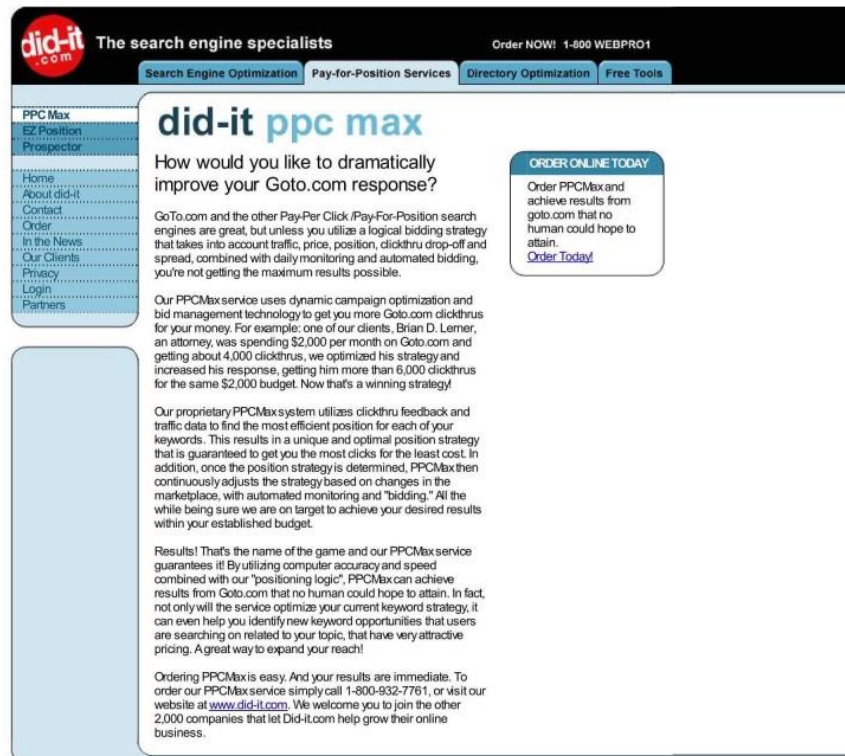 did-it
.com
The search engine specialists
Order NOW! 1-800 WEBPRO1
Search Engine Optimization
Pay-for-Position Services
Directory Optimization
Free Tools
PPC Max
EZ Position
Prospector
Home
About did-it
Contact
Order
In the News
Our Clients
Privacy
Login
Partners
did-it ppc max
How would you like to dramatically
improve your Goto.com response?
GoTo.com and the other Pay-Per Click /Pay-For-Position search
engines are great, but unless you utilize a logical bidding strategy
that takes into account traffic, price, position, clickthru drop-off and
spread, combined with daily monitoring and automated bidding,
you're not getting the maximum results possible.
Our PPCMax service uses dynamic campaign optimization and
bid management technology to get you more Goto.com clickthrus
for your money. For example: one of our clients, Brian D. Lerner,
an attorney, was spending $2,000 per month on Goto.com and
getting about 4,000 clickthrus, we optimized his strategy and
increased his response, getting him more than 6,000 clickthrus
for the same $2,000 budget. Now that's a winning strategy!
Our proprietary PPCMax system utilizes clickthru feedback and
traffic data to find the most efficient position for each of your
keywords. This results in a unique and optimal position strategy
that is guaranteed to get you the most clicks for the least cost. In
addition, once the position strategy is determined, PPCMax then
continuously adjusts the strategy based on changes in the
marketplace, with automated monitoring and "bidding." All the
while being sure we are on target to achieve your desired results
within your established budget.
Results! That's the name of the game and our PPCMax service
guarantees it! By utilizing computer accuracy and speed
combined with our "positioning logic", PPCMax can achieve
results from Goto.com that no human could hope to attain. In fact,
not only will the service optimize your current keyword strategy, it
can even help you identify new keyword opportunities that users
are searching on related to your topic, that have very attractive
pricing. A great way to expand your reach!
Ordering PPCMax is easy. And your results are immediate. To
order our PPCMax service simply call 1-800-932-7761, or visit our
website at www.did-it.com. We welcome you to join the other
2,000 companies that let Did-it.com help grow their online
business.
ORDER ONLINE TODAY
Order PPCMax and
achieve results from
goto.com that no
human could hope to
attain.
Order Today!